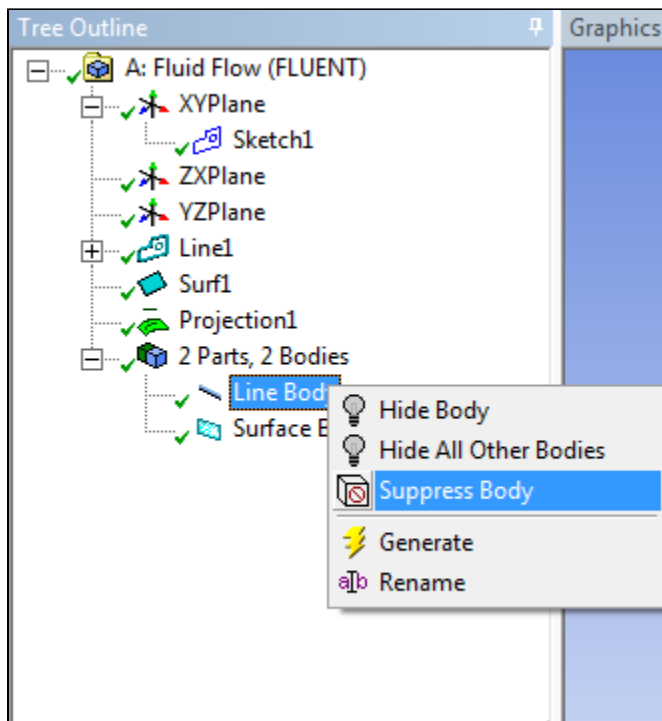 Tree Outline
Graphics
A: Fluid Flow (FLUENT)
XYPlane
Sketch1
ZXPlane
YZPlane
Line1
Surf1
Projection1
2 Parts, 2 Bodies
Line Body
Surface
Hide Body
Hide All Other Bodies
Suppress Body
Generate
a b Rename